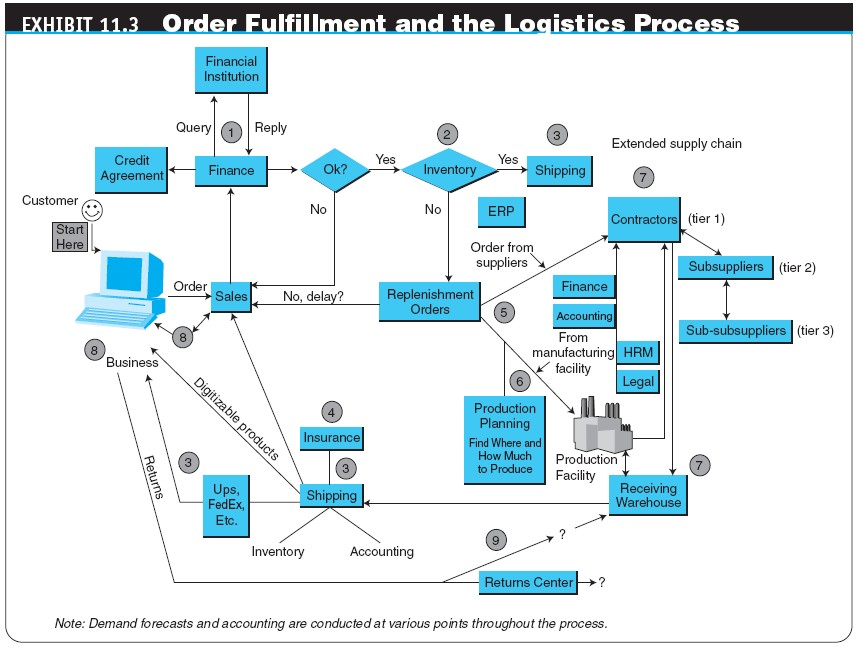 EXHIBIT 11.3 Order Fulfillment and the Logistics Process
Financial
Institution
Query
1
Reply
2
3
Extended supply chain
Credit
Agreement
Finance
Ok?
Yes
Inventory
Yes
Shipping
7
Customer
Start
Here
No
No
ERP
Contractors
(tier 1)
Order from
suppliers
Subsuppliers
(tier 2)
Order
Sales
No, delay?
Replenishment
Orders
Finance
5
Accounting
Sub-subsuppliers
(tier 3)
8
8
Business
From
manufacturing
facility
HRM
Legal
6
Digitizable products
Production
Planning
Find Where and
How Much
to Produce
4
Insurance
Production
Facility
Returns
3
3
7
Ups,
FedEx,
Etc.
Shipping
Receiving
Warehouse
Inventory
Accounting
9
?
Returns Center
?
Note: Demand forecasts and accounting are conducted at various points throughout the process.